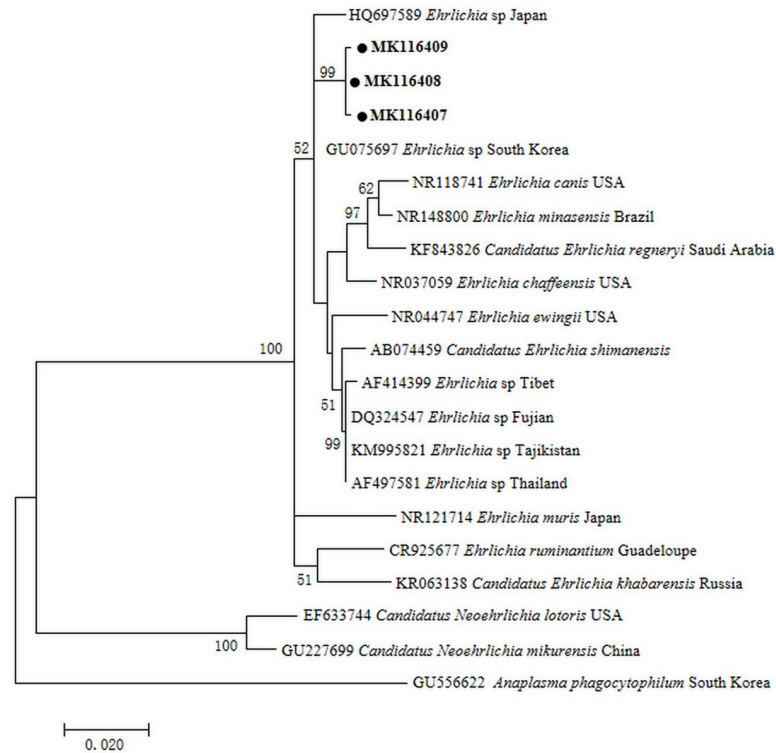 HQ697589 Ehrlichia sp Japan
MK116409
99
MK116408
MK116407
52
GU075697 Ehrlichia sp South Korea
62
NR118741 Ehrlichia canis USA
97
NR148800 Ehrlichia minasensis Brazil
KF843826 Candidatus Ehrlichia regneryi Saudi Arabia
NR037059 Ehrlichia chaffeensis USA
NR044747 Ehrlichia ewingii USA
100
AB074459 Candidatus Ehrlichia shimanensis
AF414399 Ehrlichia sp Tibet
51
DQ324547 Ehrlichia sp Fujian
99
KM995821 Ehrlichia sp Tajikistan
AF497581 Ehrlichia sp Thailand
NR121714 Ehrlichia muris Japan
CR925677 Ehrlichia ruminantium Guadeloupe
51
KR063138 Candidatus Ehrlichia khabarensis Russia
EF633744 Candidatus Neoehrlichia lotoris USA
100
GU227699 Candidatus Neoehrlichia mikurensis China
GU556622 Anaplasma phagocytophilum South Korea
0.020